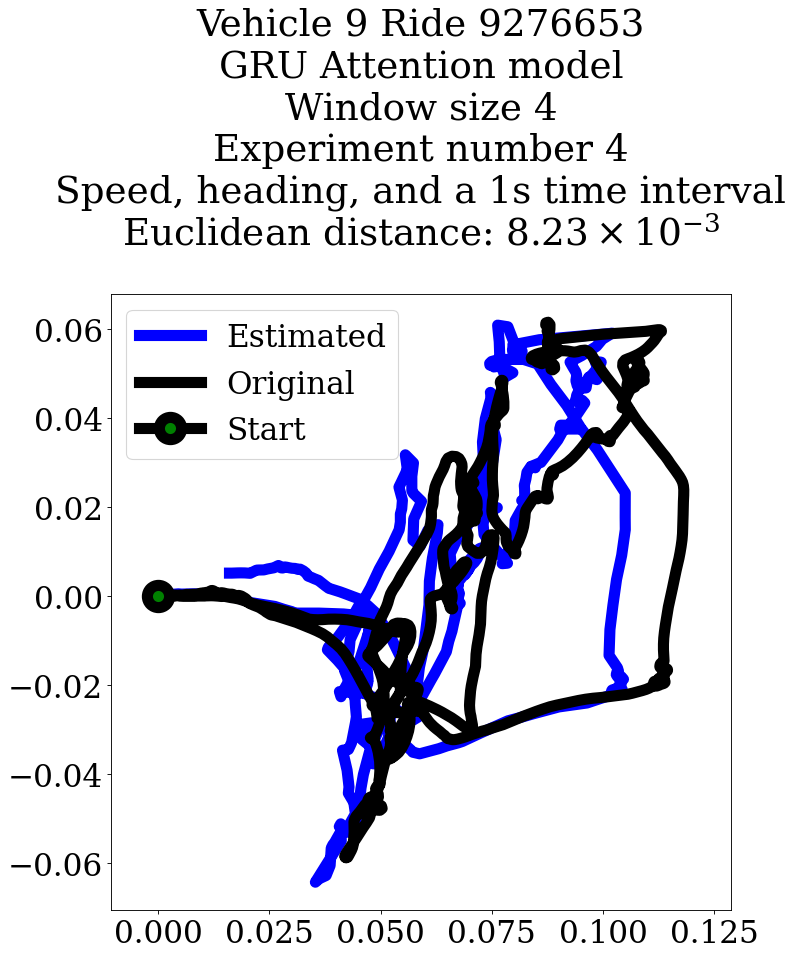 Vehicle 9 Ride 9276653
GRU Attention model
Window size 4
Experiment number 4
Speed, heading, and a 1s time interval
Euclidean distance: 8.23 × 10⁻³
Estimated
Original
Start
0.06
0.04
0.02
0.00
−0.02
−0.04
−0.06
0.000 0.025 0.050 0.075 0.100 0.125